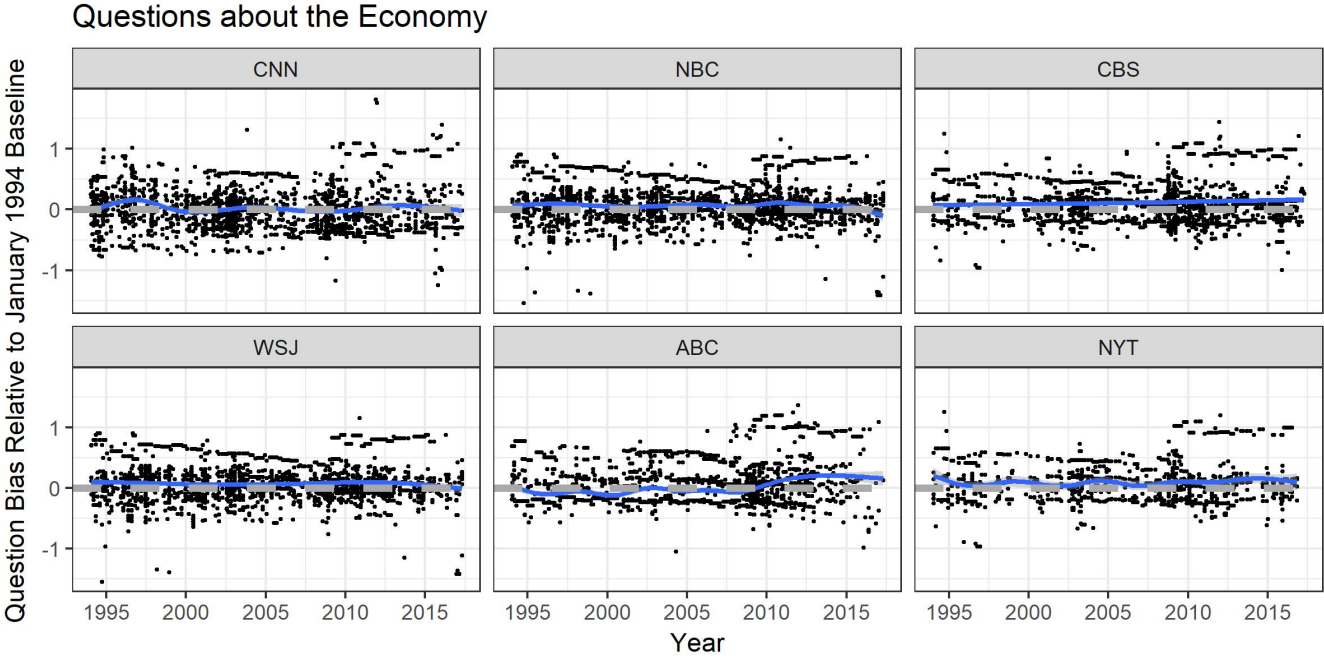 Questions about the Economy
Question Bias Relative to January 1994 Baseline
CNN
NBC
CBS
1
0
-1
WSJ
ABC
NYT
1
0
-1
1995 2000 2005 2010 2015
1995 2000 2005 2010 2015
1995 2000 2005 2010 2015
Year